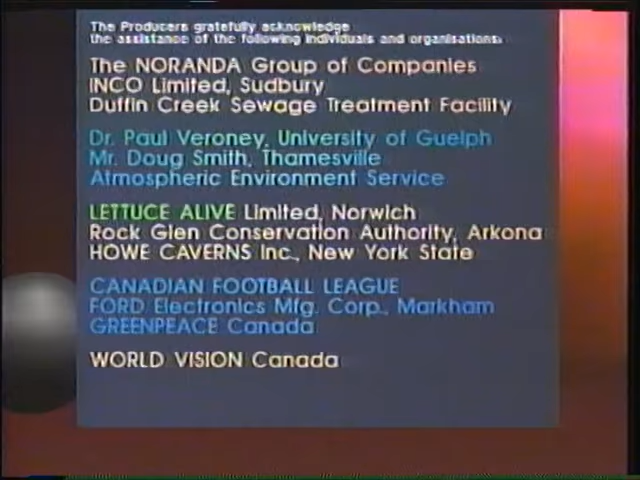 The Producers gratefully acknowledge
the assistance of the following individuals and organisations.
The NORANDA Group of Companies
INCO Limited, Sudbury
Duffin Creek Sewage Treatment Facility
Dr. Paul Veroney, University of Guelph
Mr. Doug Smith, Thamesville
Atmospheric Environment Service
LETTUCE ALIVE Limited, Norwich
Rock Glen Conservation Authority, Arkona
HOWE CAVERNS Inc., New York State
CANADIAN FOOTBALL LEAGUE
FORD Electronics Mfg. Corp., Markham
GREENPEACE Canada
WORLD VISION Canada